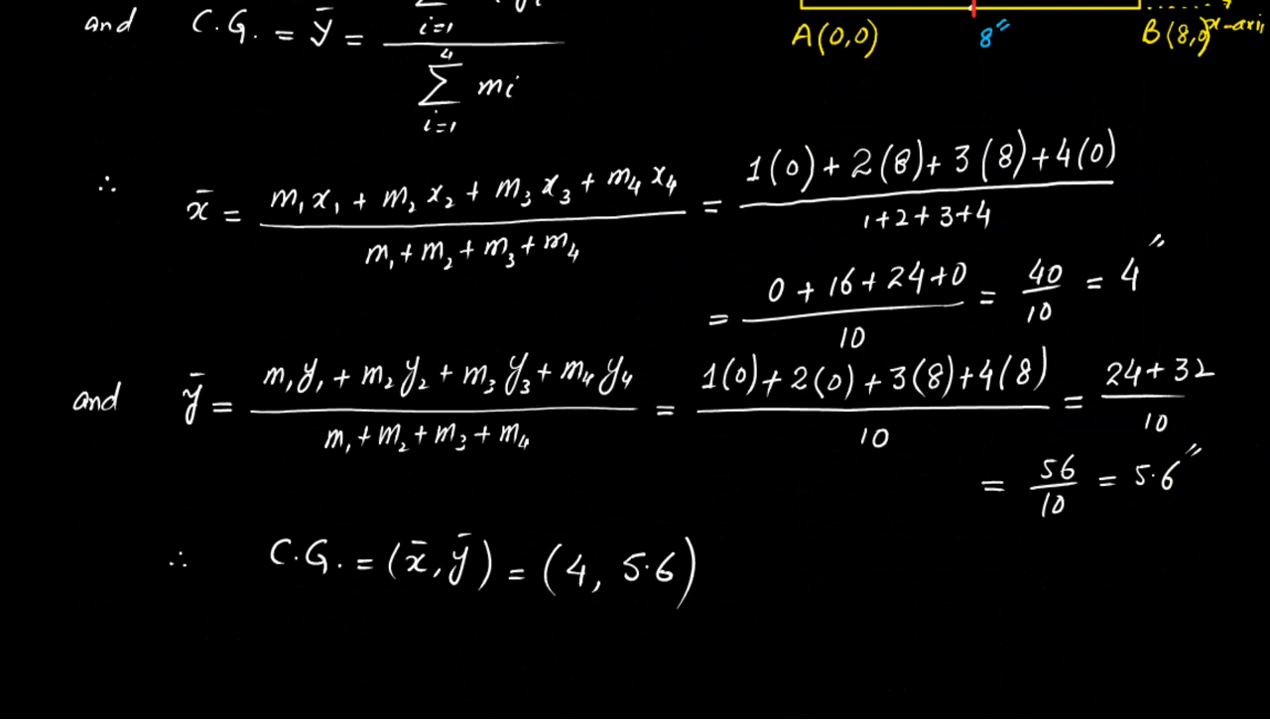 and C.G. = ȳ = i=1
4
∑ mi
i=1
A(0,0) 8″ B(8,0) x-axis
∴ x̄ = m₁x₁ + m₂x₂ + m₃x₃ + m₄x₄ / m₁+m₂+m₃+m₄ = 1(0)+2(8)+3(8)+4(0) / 1+2+3+4
= 0+16+24+0 / 10 = 40/10 = 4″
and ȳ = m₁y₁ + m₂y₂ + m₃y₃ + m₄y₄ / m₁+m₂+m₃+m₄ = 1(0)+2(0)+3(8)+4(8) / 10 = 24+32 / 10
= 56/10 = 5.6″
∴ C.G. = (x̄, ȳ) = (4, 5.6)